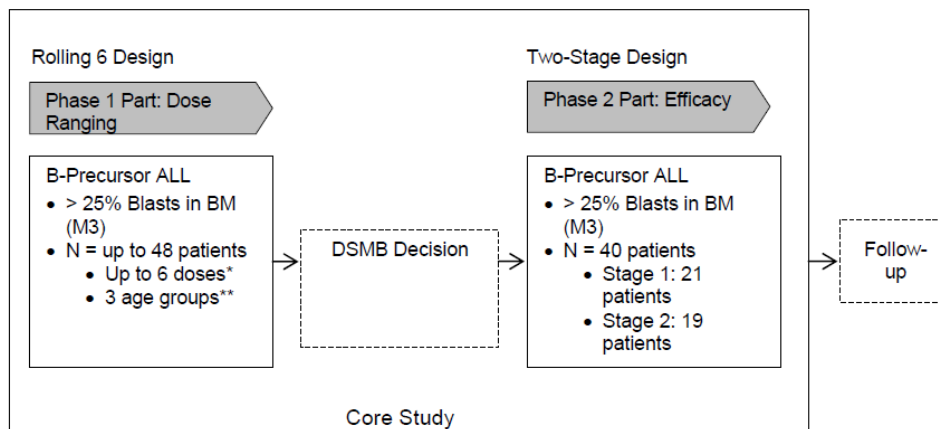 Rolling 6 Design
Phase 1 Part: Dose
Ranging
B-Precursor ALL
• > 25% Blasts in BM
(M3)
• N = up to 48 patients
• Up to 6 doses*
• 3 age groups**
DSMB Decision
Two-Stage Design
Phase 2 Part: Efficacy
B-Precursor ALL
• > 25% Blasts in BM
(M3)
• N = 40 patients
• Stage 1: 21
patients
• Stage 2: 19
patients
Follow-
up
Core Study